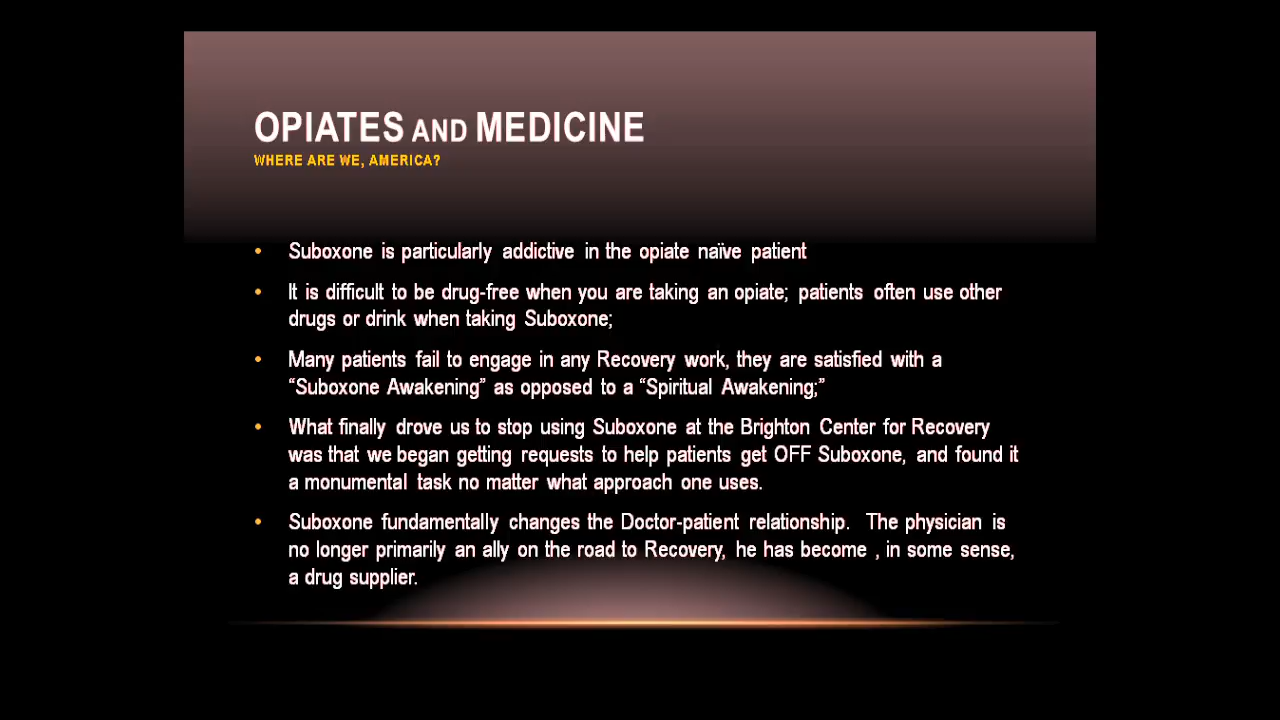 OPIATES AND MEDICINE
WHERE ARE WE, AMERICA?
• Suboxone is particularly addictive in the opiate naïve patient
• It is difficult to be drug-free when you are taking an opiate; patients often use other
drugs or drink when taking Suboxone;
• Many patients fail to engage in any Recovery work, they are satisfied with a
“Suboxone Awakening” as opposed to a “Spiritual Awakening;”
• What finally drove us to stop using Suboxone at the Brighton Center for Recovery
was that we began getting requests to help patients get OFF Suboxone, and found it
a monumental task no matter what approach one uses.
• Suboxone fundamentally changes the Doctor-patient relationship. The physician is
no longer primarily an ally on the road to Recovery, he has become , in some sense,
a drug supplier.